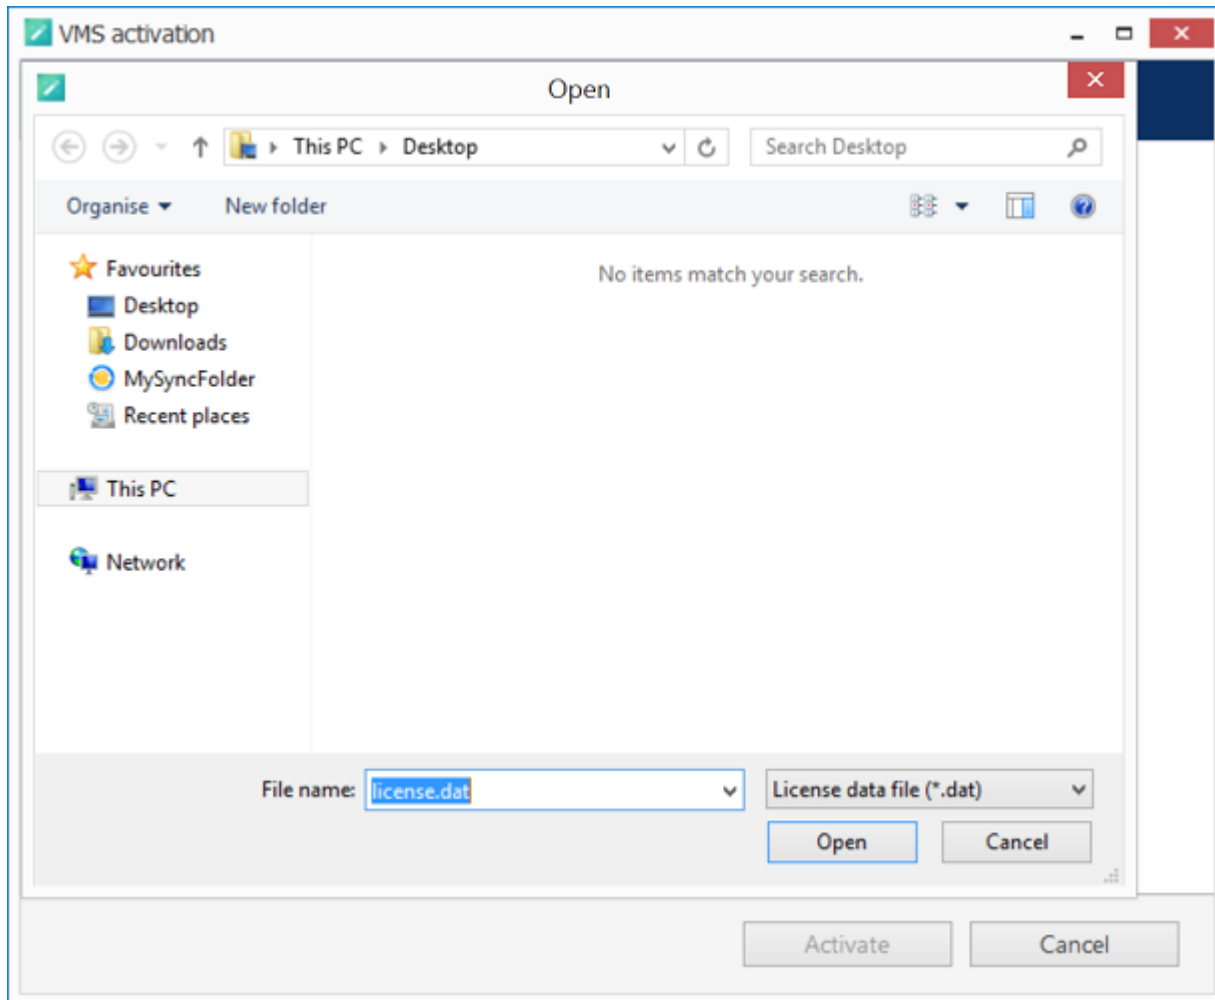 VMS activation
Open
This PC Desktop
Search Desktop
Organise New folder
Favourites
Desktop
Downloads
MySyncFolder
Recent places
This PC
Network
No items match your search.
File name: license.dat License data file (*.dat)
Open Cancel
Activate Cancel